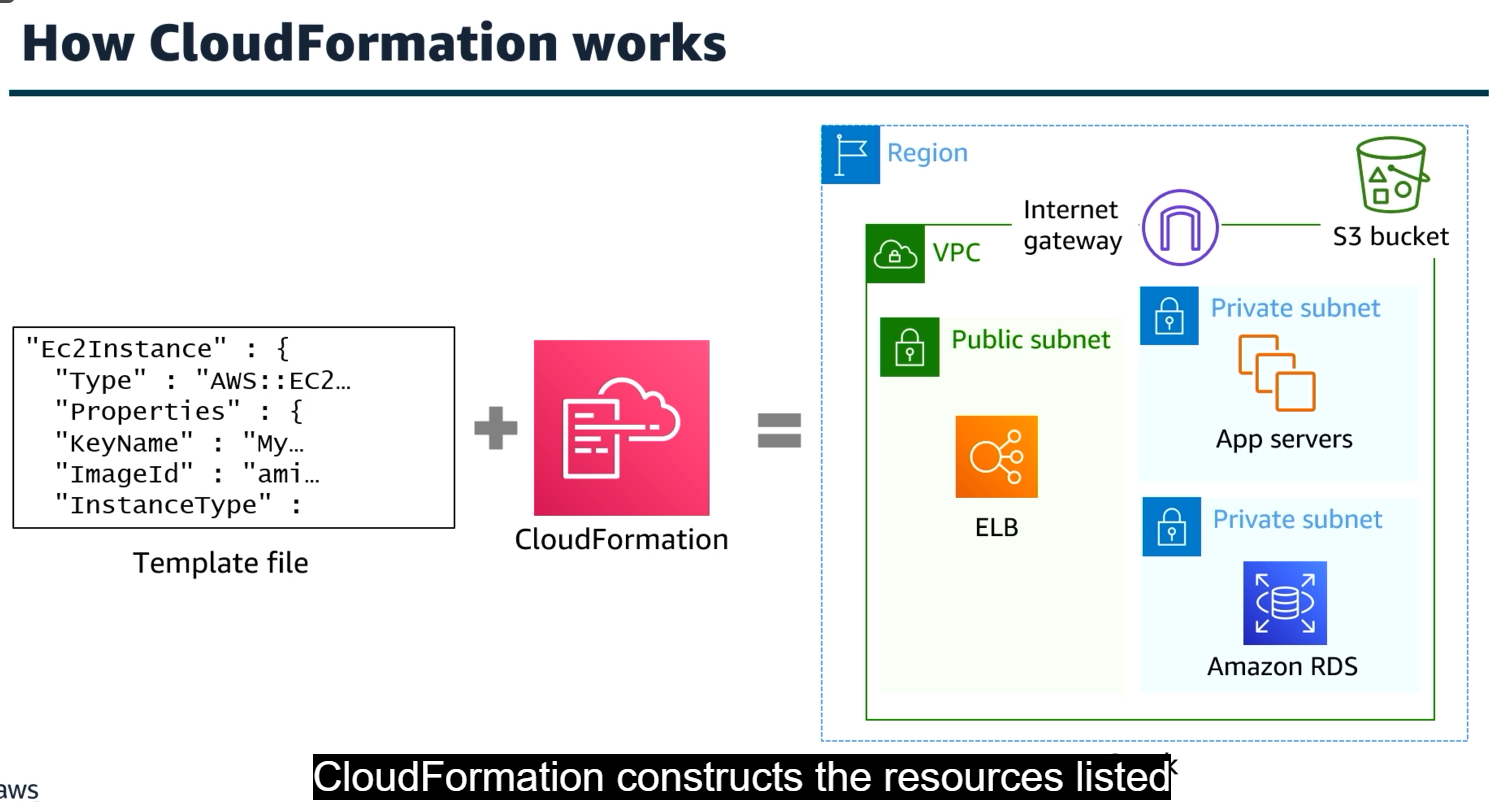 How CloudFormation works
"Ec2Instance" : {
"Type" : "AWS::EC2…
"Properties" : {
"KeyName" : "My…
"ImageId" : "ami…
"InstanceType" :
Template file
CloudFormation
Region
Internet
gateway
S3 bucket
VPC
Public subnet
ELB
Private subnet
App servers
Private subnet
Amazon RDS
CloudFormation constructs the resources listed
aws